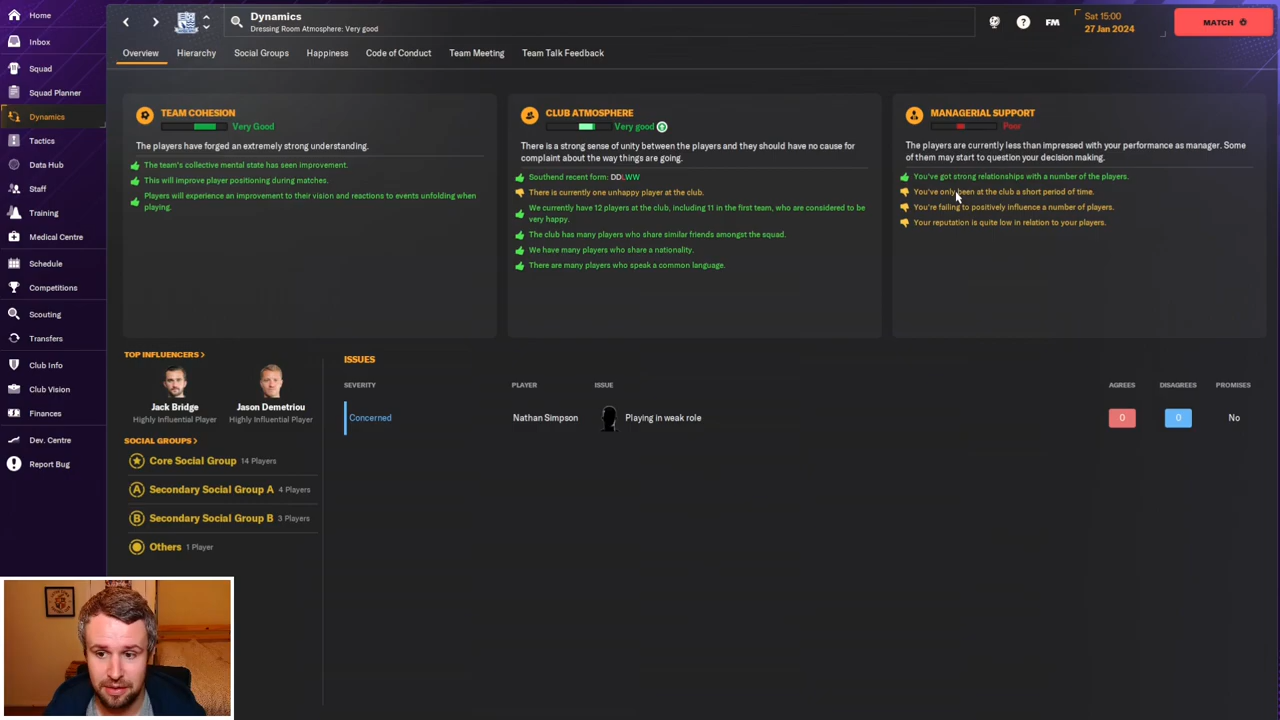 Home
Inbox
Squad
Squad Planner
Dynamics
Tactics
Data Hub
Staff
Training
Medical Centre
Schedule
Competitions
Scouting
Transfers
Club Info
Club Vision
Finances
Dev. Centre
Report Bug
Dynamics
Dressing Room Atmosphere: Very good
FM
Sat 15:00
27 Jan 2024
MATCH
Overview
Hierarchy
Social Groups
Happiness
Code of Conduct
Team Meeting
Team Talk Feedback
TEAM COHESION
Very Good
The players have forged an extremely strong understanding.
The team's collective mental state has seen improvement.
This will improve player positioning during matches.
Players will experience an improvement to their vision and reactions to events unfolding when
playing.
CLUB ATMOSPHERE
Very good
There is a strong sense of unity between the players and they should have no cause for
complaint about the way things are going.
Southend recent form: DDLWW
There is currently one unhappy player at the club.
We currently have 12 players at the club, including 11 in the first team, who are considered to be
very happy.
The club has many players who share similar friends amongst the squad.
We have many players who share a nationality.
There are many players who speak a common language.
MANAGERIAL SUPPORT
Poor
The players are currently less than impressed with your performance as manager. Some
of them may start to question your decision making.
You've got strong relationships with a number of the players.
You've only been at the club a short period of time.
You're failing to positively influence a number of players.
Your reputation is quite low in relation to your players.
TOP INFLUENCERS >
Jack Bridge
Highly Influential Player
Jason Demetriou
Highly Influential Player
SOCIAL GROUPS >
Core Social Group 14 Players
A Secondary Social Group A 4 Players
B Secondary Social Group B 3 Players
Others 1 Player
ISSUES
SEVERITY PLAYER ISSUE AGREES DISAGREES PROMISES
Concerned Nathan Simpson Playing in weak role 0 0 No